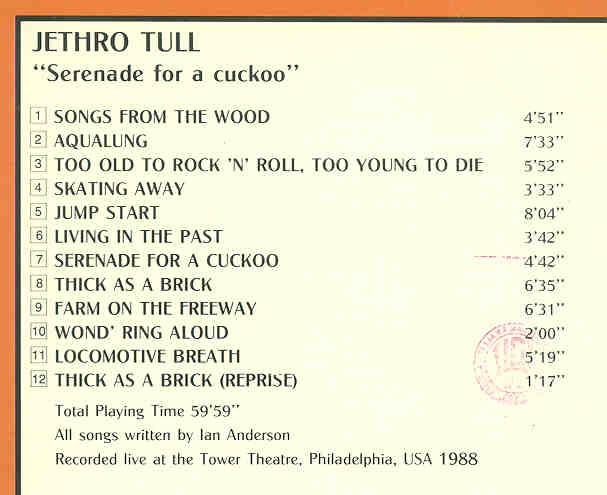 JETHRO TULL
"Serenade for a cuckoo"
1 SONGS FROM THE WOOD 4'51''
2 AQUALUNG 7'33''
3 TOO OLD TO ROCK 'N' ROLL, TOO YOUNG TO DIE 5'52''
4 SKATING AWAY 3'33''
5 JUMP START 8'04''
6 LIVING IN THE PAST 3'42''
7 SERENADE FOR A CUCKOO 4'42''
8 THICK AS A BRICK 6'35''
9 FARM ON THE FREEWAY 6'31''
10 WOND' RING ALOUD 2'00''
11 LOCOMOTIVE BREATH 5'19''
12 THICK AS A BRICK (REPRISE) 1'17''
Total Playing Time 59'59''
All songs written by Ian Anderson
Recorded live at the Tower Theatre, Philadelphia, USA 1988